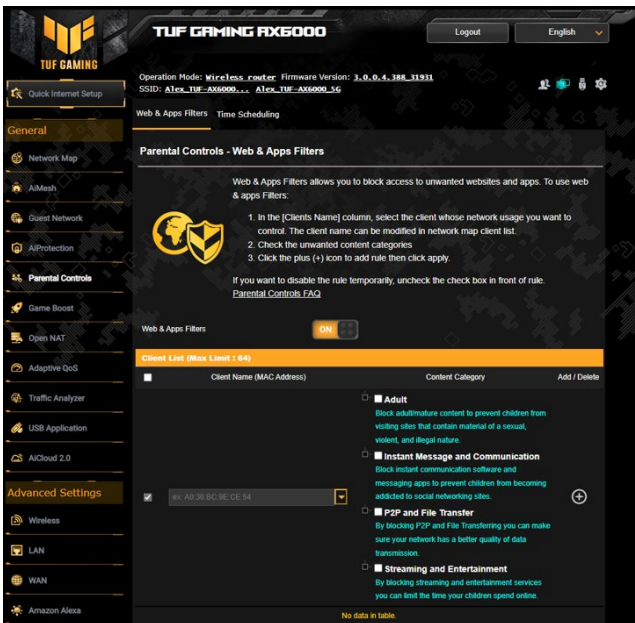 TUF GAMING
TUF GAMING AX6000
Logout
English
Quick Internet Setup
Operation Mode: Wireless router Firmware Version: 3.0.0.4.388_31931
SSID: Alex_TUF-AX6000... Alex_TUF-AX6000_5G
Web & Apps Filters Time Scheduling
General
Network Map
AiMesh
Guest Network
AiProtection
Parental Controls
Game Boost
Open NAT
Adaptive QoS
Traffic Analyzer
USB Application
AiCloud 2.0
Advanced Settings
Wireless
LAN
WAN
Amazon Alexa
Parental Controls - Web & Apps Filters
Web & Apps Filters allows you to block access to unwanted websites and apps. To use web
& apps Filters:
1. In the [Clients Name] column, select the client whose network usage you want to
control. The client name can be modified in network map client list.
2. Check the unwanted content categories
3. Click the plus (+) icon to add rule then click apply.
If you want to disable the rule temporarily, uncheck the check box in front of rule.
Parental Controls FAQ
Web & Apps Filters
ON
Client List (Max Limit : 64)
Client Name (MAC Address) Content Category Add / Delete
ex: A0:36:BC:9E:CE:54
Adult
Block adult/mature content to prevent children from
visiting sites that contain material of a sexual,
violent, and illegal nature.
Instant Message and Communication
Block instant communication software and
messaging apps to prevent children from becoming
addicted to social networking sites.
P2P and File Transfer
By blocking P2P and File Transferring you can make
sure your network has a better quality of data
transmission.
Streaming and Entertainment
By blocking streaming and entertainment services
you can limit the time your children spend online.
No data in table.